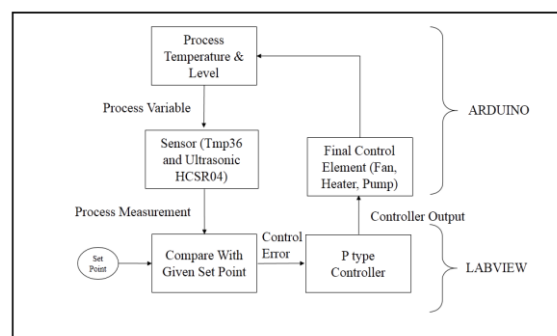 Process Temperature &
Level
ARDUINO
Process Variable
Sensor (Tmp36
and Ultrasonic
HCSR04)
Final Control
Element (Fan,
Heater, Pump)
Process Measurement
Controller Output
Set
Point
Compare With
Given Set Point
Control
Error
P type
Controller
LABVIEW